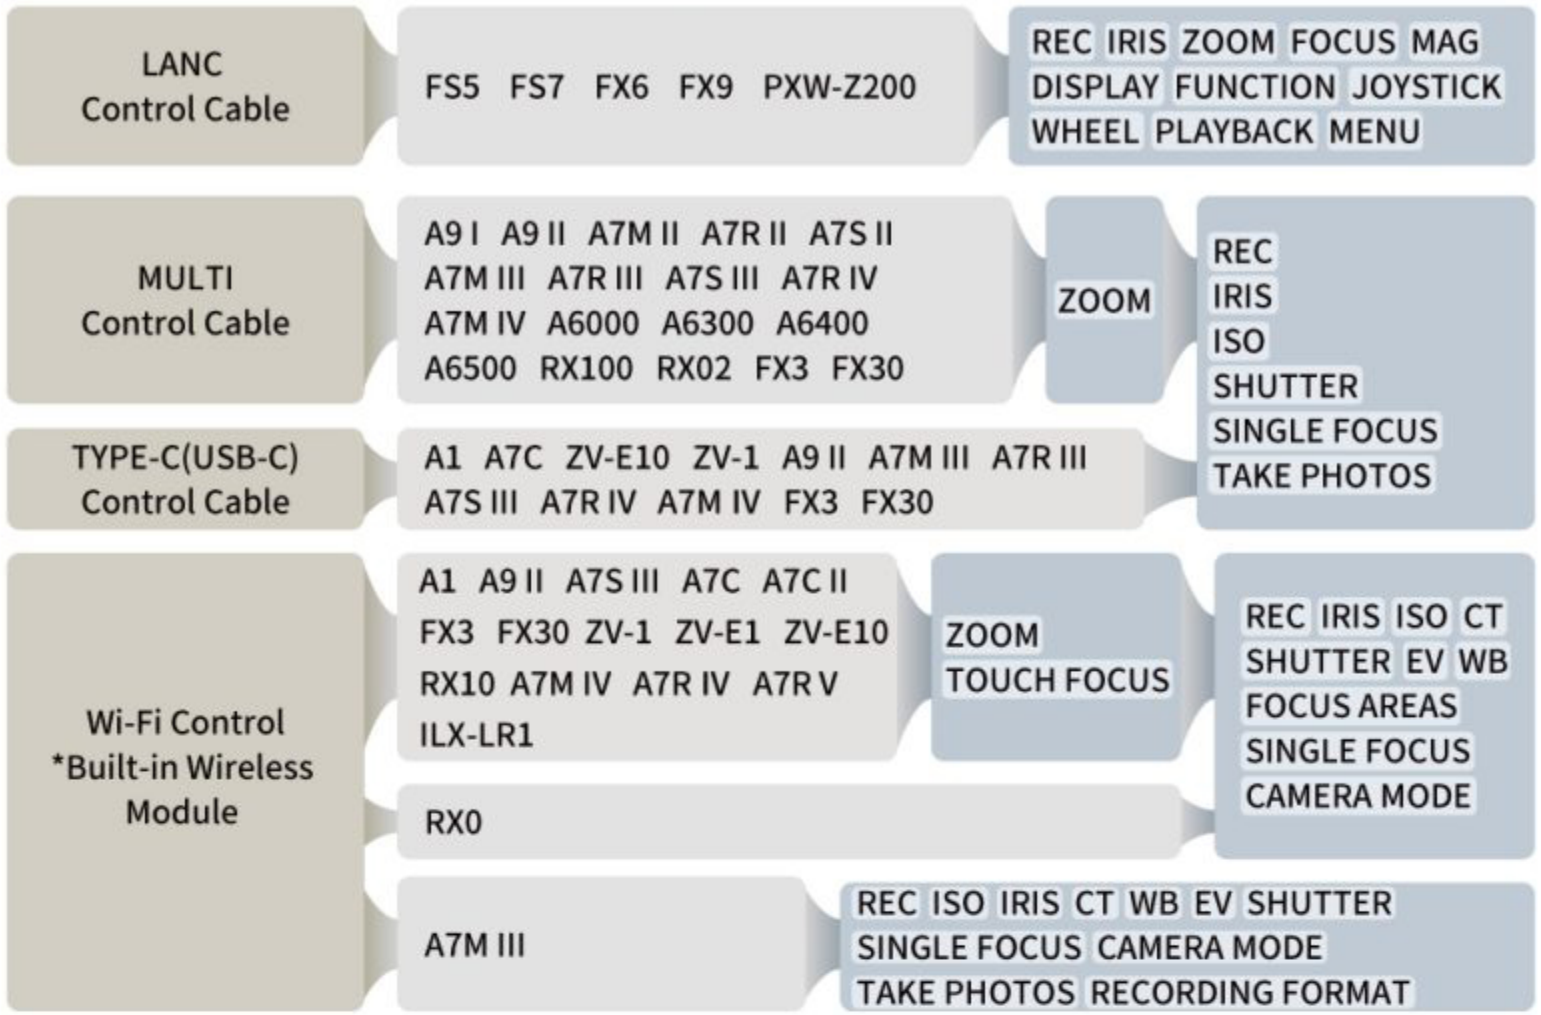 LANC
Control Cable
FS5 FS7 FX6 FX9 PXW-Z200
REC IRIS ZOOM FOCUS MAG
DISPLAY FUNCTION JOYSTICK
WHEEL PLAYBACK MENU
MULTI
Control Cable
A9 I A9 II A7M II A7R II A7S II
A7M III A7R III A7S III A7R IV
A7M IV A6000 A6300 A6400
A6500 RX100 RX02 FX3 FX30
ZOOM
REC
IRIS
ISO
SHUTTER
SINGLE FOCUS
TAKE PHOTOS
TYPE-C(USB-C)
Control Cable
A1 A7C ZV-E10 ZV-1 A9 II A7M III A7R III
A7S III A7R IV A7M IV FX3 FX30
Wi-Fi Control
*Built-in Wireless
Module
A1 A9 II A7S III A7C A7C II
FX3 FX30 ZV-1 ZV-E1 ZV-E10
RX10 A7M IV A7R IV A7R V
ILX-LR1
ZOOM
TOUCH FOCUS
REC IRIS ISO CT
SHUTTER EV WB
FOCUS AREAS
SINGLE FOCUS
CAMERA MODE
RX0
A7M III
REC ISO IRIS CT WB EV SHUTTER
SINGLE FOCUS CAMERA MODE
TAKE PHOTOS RECORDING FORMAT